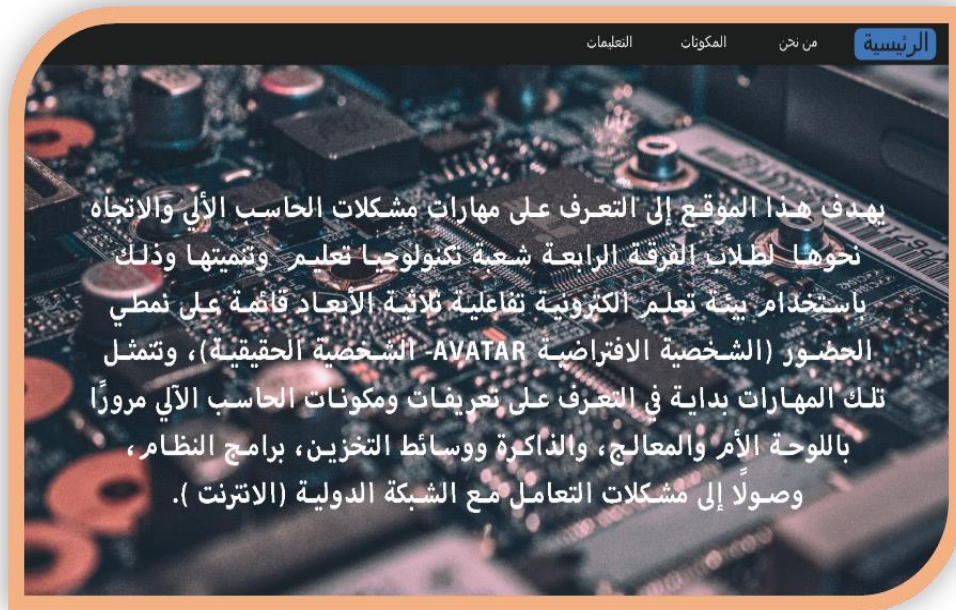 الرئيسية
من نحن
المكونات
التعليمات
يهدف هذا الموقع إلى التعرف على مهارات مشكلات الحاسب الألي والاتجاه
نحوها لطلاب الفرقة الرابعة شعبة تكنولوجيا تعليم وتنميتها وذلك
باستخدام بيئة تعلم الكترونية تفاعلية ثلاثية الأبعاد قائمة على نمطي
الحضور (الشخصية الافتراضية AVATAR- الشخصية الحقيقية)، وتتمثل
تلك المهارات بداية في التعرف على تعريفات ومكونات الحاسب الآلي مرورًا
باللوحة الأم والمعالج، والذاكرة ووسائط التخزين، برامج النظام،
وصولًا إلى مشكلات التعامل مع الشبكة الدولية (الانترنت ).